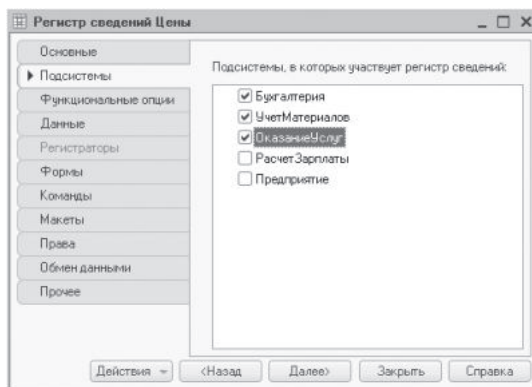 Регистр сведений Цены
Основные
Подсистемы
Функциональные опции
Данные
Регистраторы
Формы
Команды
Макеты
Права
Обмен данными
Прочее
Подсистемы, в которых участвует регистр сведений:
Бухгалтерия
УчетМатериалов
ОказаниеУслуг
РасчетЗарплаты
Предприятие
Действия
<Назад
Далее>
Закрыть
Справка